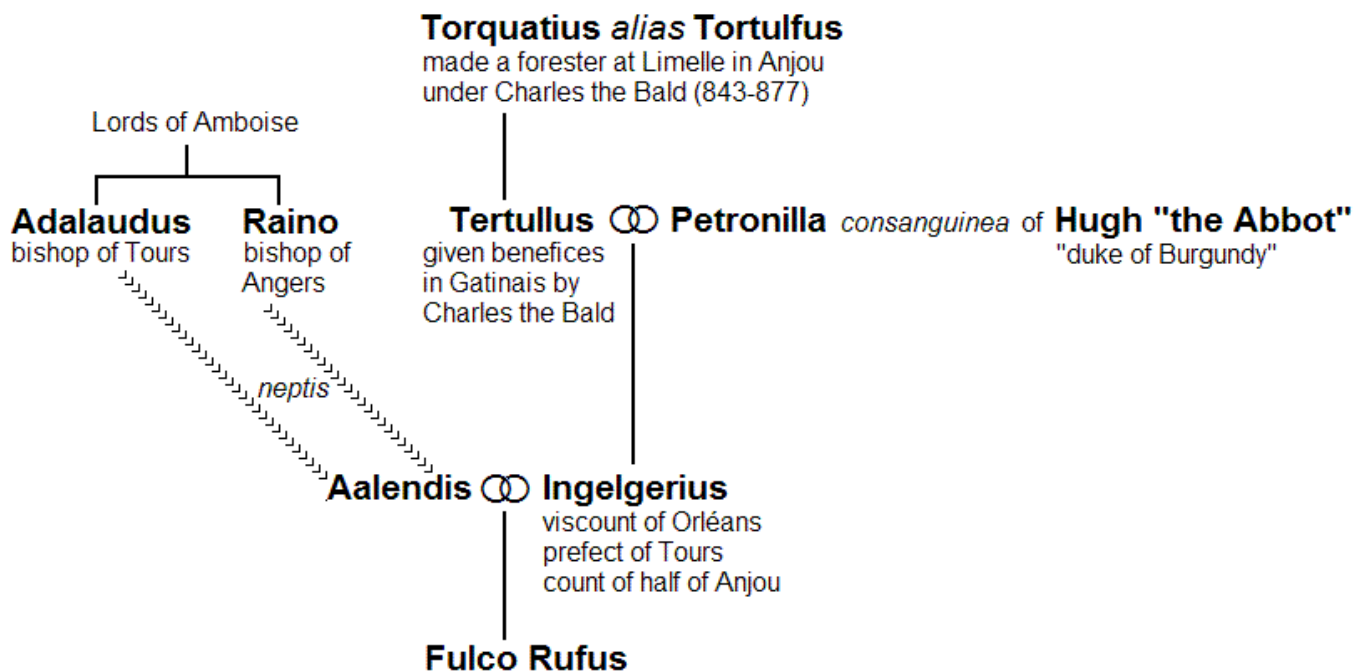 Torquatius alias Tortulfus
made a forester at Limelle in Anjou
under Charles the Bald (843-877)
Lords of Amboise
Adalaudus
bishop of Tours
Raino
bishop of
Angers
Tertullus
given benefices
in Gatinais by
Charles the Bald
Petronilla consanguinea of Hugh "the Abbot"
"duke of Burgundy"
neptis
Aalendis
Ingelgerius
viscount of Orléans
prefect of Tours
count of half of Anjou
Fulco Rufus